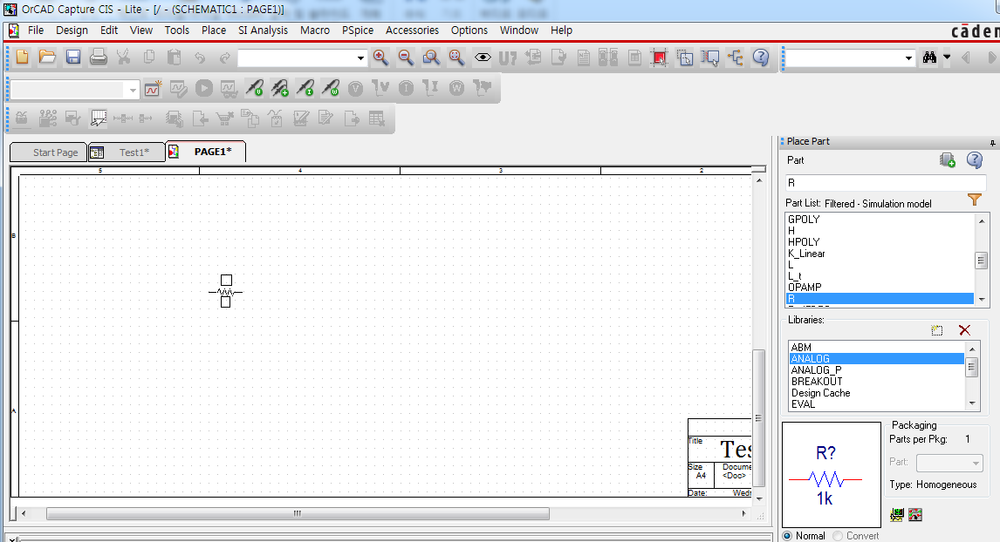 OrCAD Capture CIS - Lite - [/ - (SCHEMATIC1 : PAGE1)]
File Design Edit View Tools Place SI Analysis Macro PSpice Accessories Options Window Help
cāden
U?
V I W
Start Page Test1* PAGE1*
5 4 3 2
B
A
Title Tes
Size A4 Docume <Doc>
Date: Wedn
Place Part
Part
R
Part List: Filtered - Simulation model
GPOLY
H
HPOLY
K_Linear
L
L_t
OPAMP
R
Libraries:
ABM
ANALOG
ANALOG_P
BREAKOUT
Design Cache
EVAL
R?
1k
Packaging
Parts per Pkg: 1
Part:
Type: Homogeneous
Normal Convert